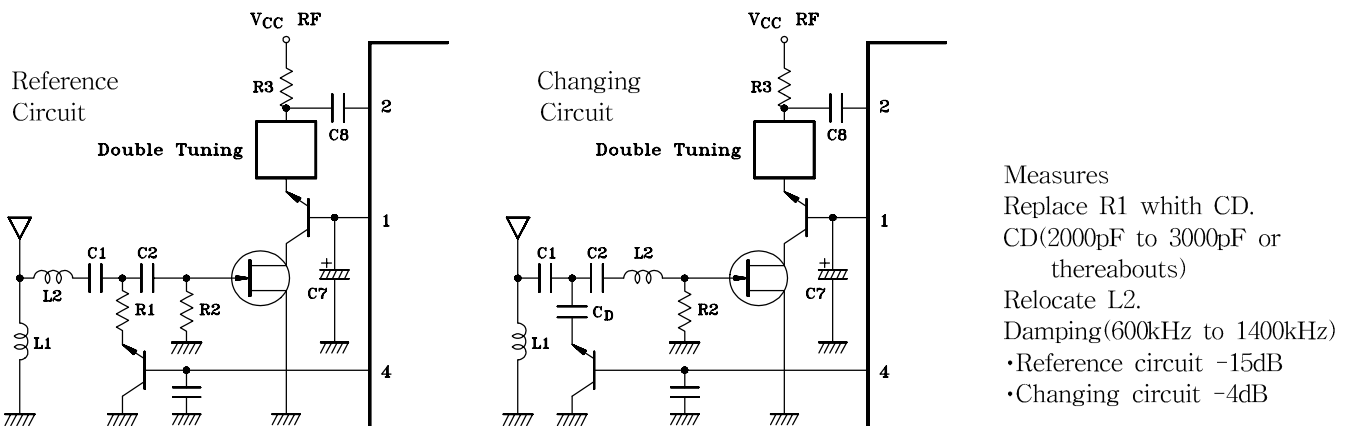 Reference
Circuit
VCC RF
R3
2
C8
Double Tuning
1
C1 C2
L2
R1
R2
C7
+
L1
4
Changing
Circuit
VCC RF
R3
2
C8
Double Tuning
1
C1 C2 L2
CD
R2
C7
+
L1
4
Measures
Replace R1 whith CD.
CD(2000pF to 3000pF or
thereabouts)
Relocate L2.
Damping(600kHz to 1400kHz)
·Reference circuit -15dB
·Changing circuit -4dB